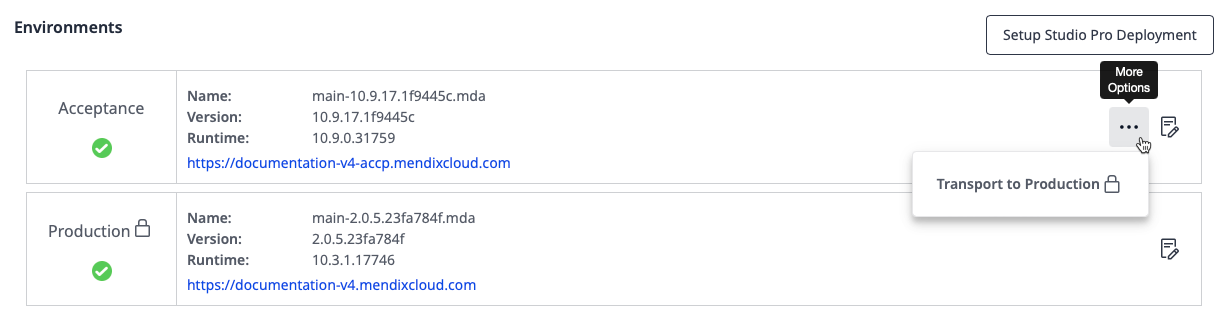 Environments
Setup Studio Pro Deployment
More
Options
Acceptance
Name: main-10.9.17.1f9445c.mda
Version: 10.9.17.1f9445c
Runtime: 10.9.0.31759
https://documentation-v4-accp.mendixcloud.com
Transport to Production
Production
Name: main-2.0.5.23fa784f.mda
Version: 2.0.5.23fa784f
Runtime: 10.3.1.17746
https://documentation-v4.mendixcloud.com